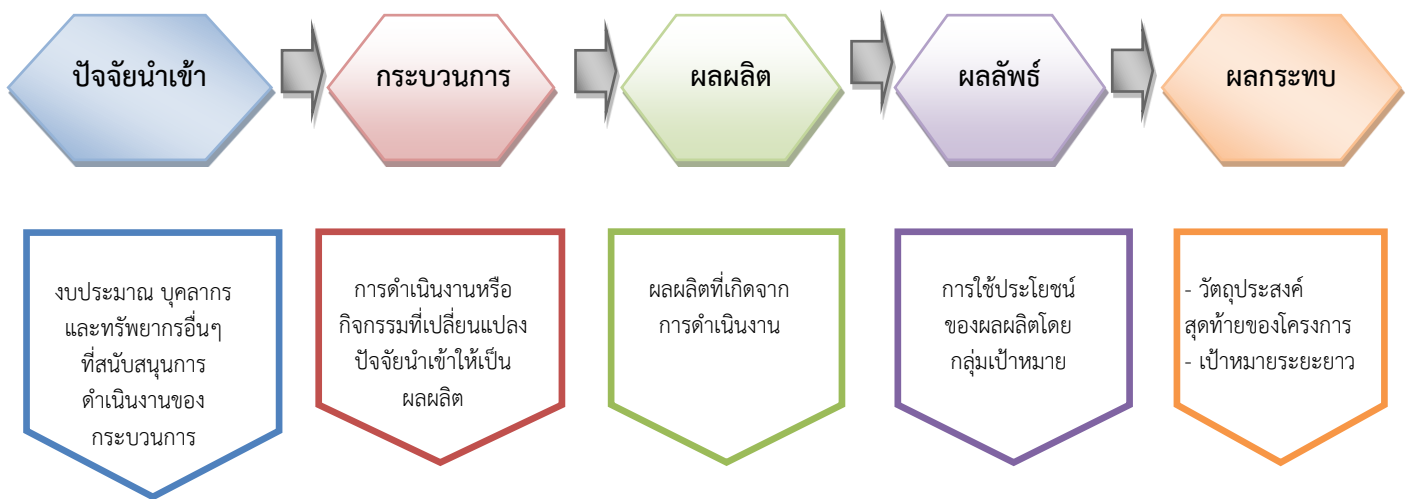 ปัจจัยนำเข้า
กระบวนการ
ผลผลิต
ผลลัพธ์
ผลกระทบ
งบประมาณ บุคลากร
และทรัพยากรอื่นๆ
ที่สนับสนุนการ
ดำเนินงานของ
กระบวนการ
การดำเนินงานหรือ
กิจกรรมที่เปลี่ยนแปลง
ปัจจัยนำเข้าให้เป็น
ผลผลิต
ผลผลิตที่เกิดจาก
การดำเนินงาน
การใช้ประโยชน์
ของผลผลิตโดย
กลุ่มเป้าหมาย
- วัตถุประสงค์
สุดท้ายของโครงการ
- เป้าหมายระยะยาว